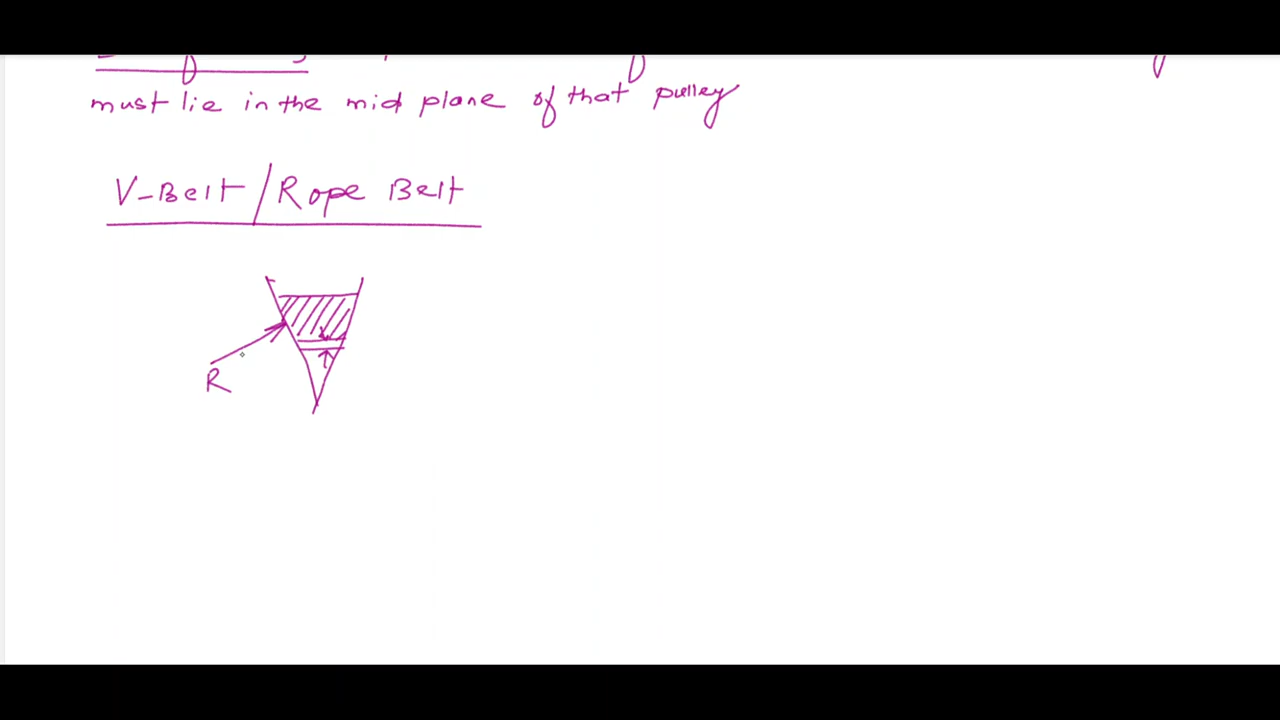 must lie in the mid plane of that pulley
V-Belt / Rope Belt
R